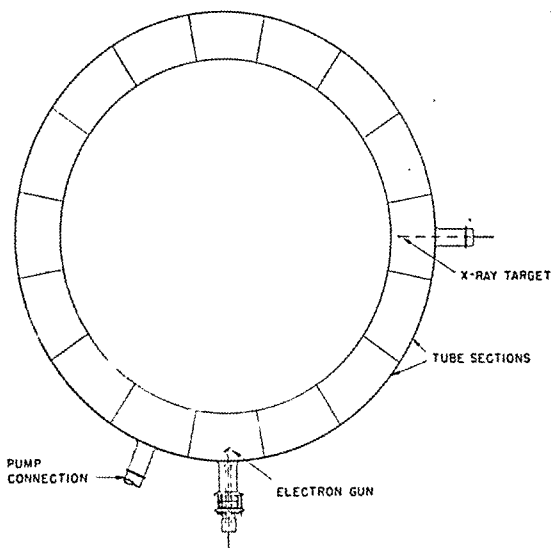 X-RAY TARGET
TUBE SECTIONS
PUMP
CONNECTION
ELECTRON GUN